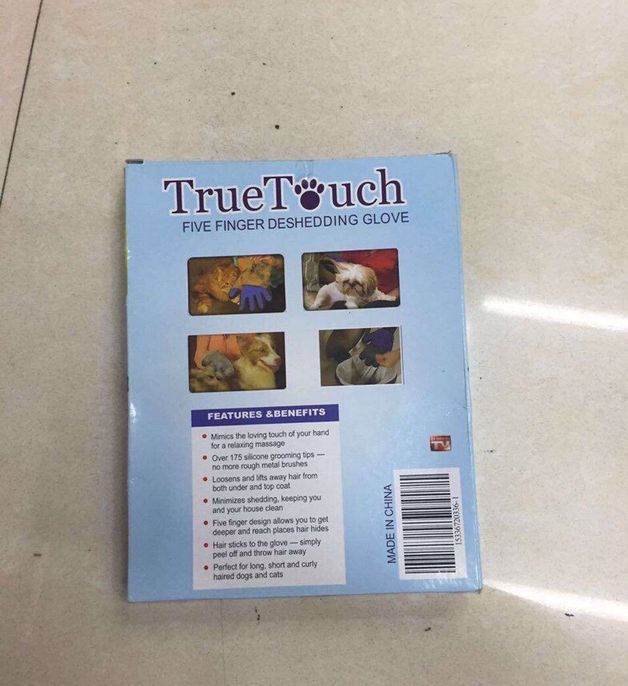 TrueTouch
FIVE FINGER DESHEDDING GLOVE
FEATURES &BENEFITS
Mimics the loving touch of your hand
for a relaxing massage
Over 175 silicone grooming tips —
no more rough metal brushes
Loosens and lifts away hair from
both under and top coat
Minimizes shedding, keeping you
and your house clean
Five finger design allows you to get
deeper and reach places hair hides
Hair sticks to the glove — simply
peel off and throw hair away
Perfect for long, short and curly
haired dogs and cats
TV
MADE IN CHINA
15336720336-1